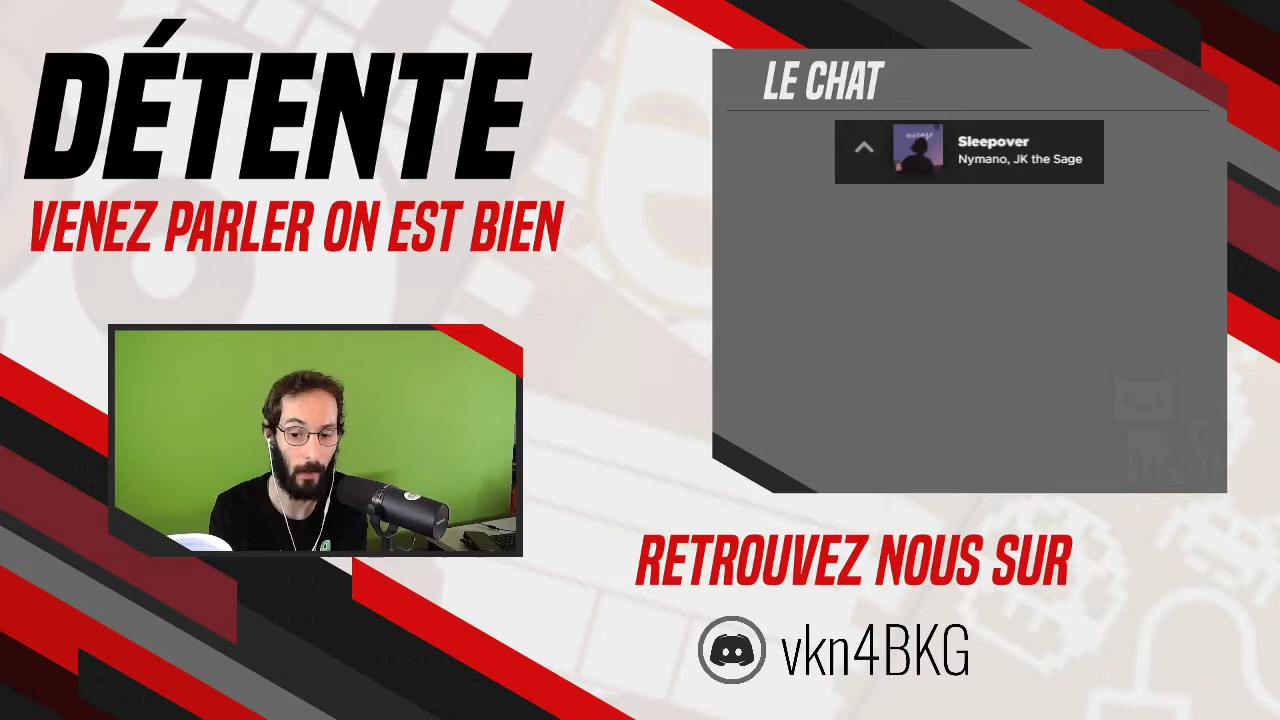 DÉTENTE
VENEZ PARLER ON EST BIEN
LE CHAT
Sleepover
Nymano, JK the Sage
RETROUVEZ NOUS SUR
vkn4BKG